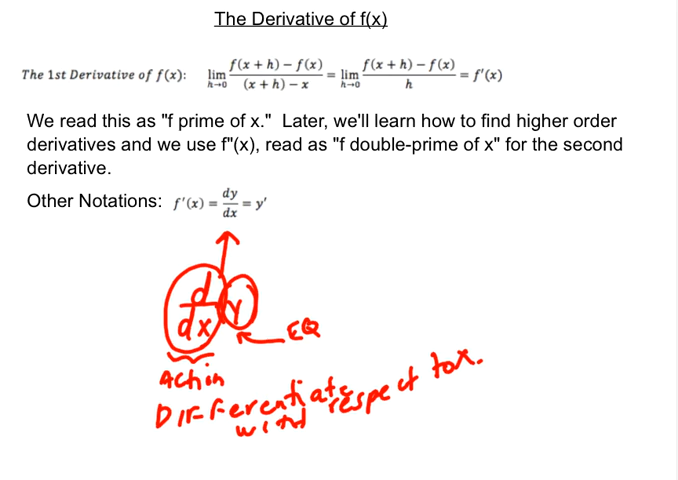 The Derivative of f(x)
The 1st Derivative of f(x): lim h→0 f(x + h) − f(x) / (x + h) − x = lim h→0 f(x + h) − f(x) / h = f'(x)
We read this as "f prime of x." Later, we'll learn how to find higher order
derivatives and we use f"(x), read as "f double-prime of x" for the second
derivative.
Other Notations: f'(x) = dy/dx = y'
d/dx y
EQ
Action
Differentiate with respect to x.